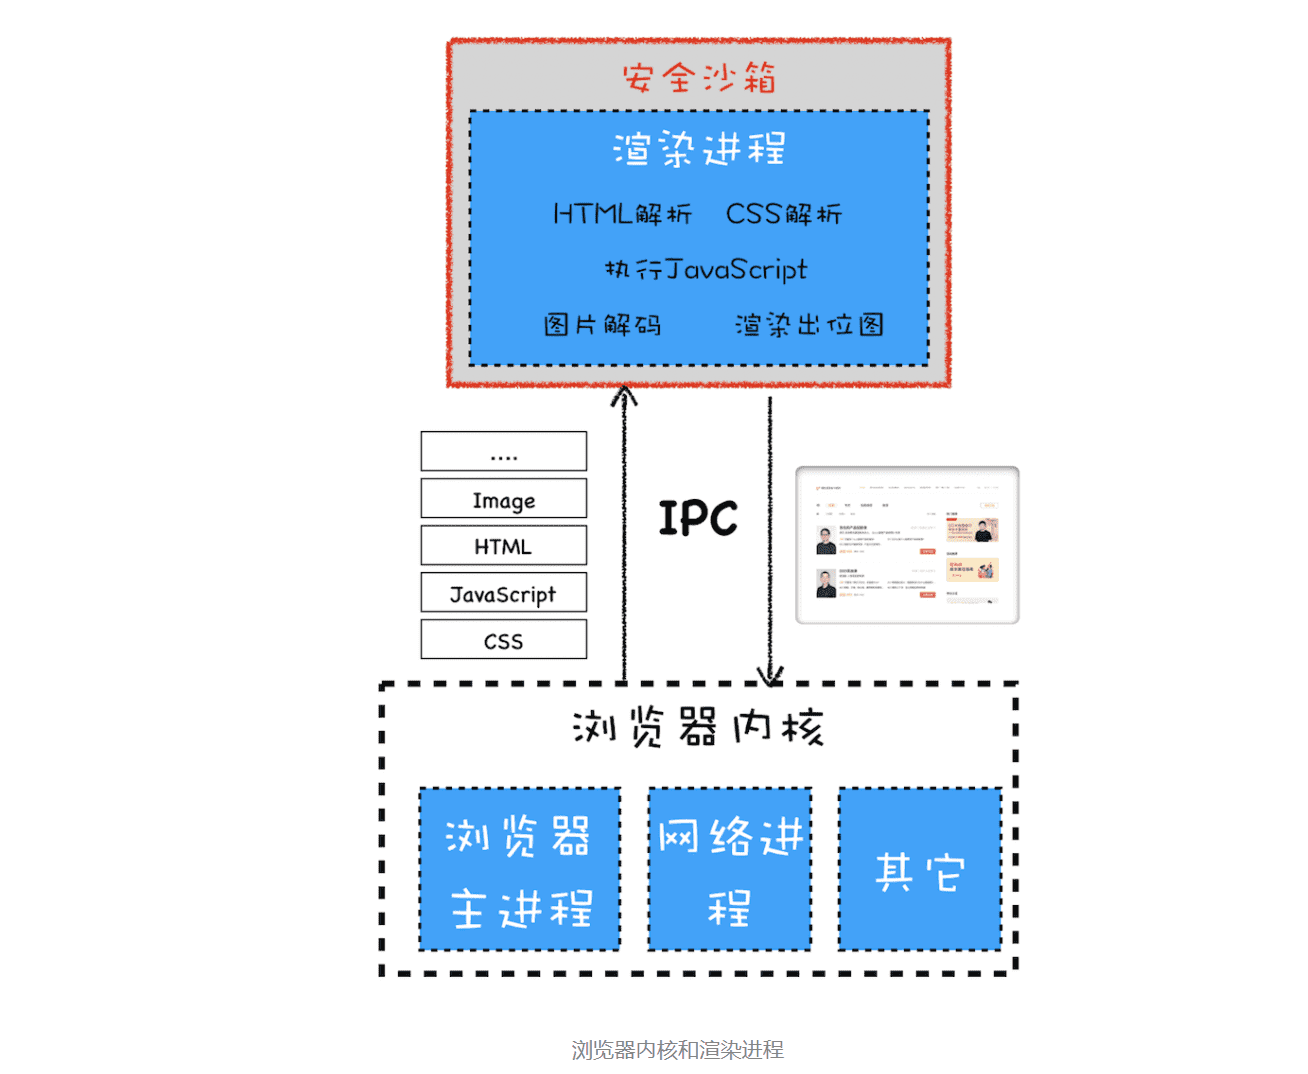 安全沙箱
渲染进程
HTML解析 CSS解析
执行JavaScript
图片解码 渲染出位图
....
Image
HTML
JavaScript
CSS
IPC
浏览器内核
浏览器
主进程
网络进
程
其它
浏览器内核和渲染进程